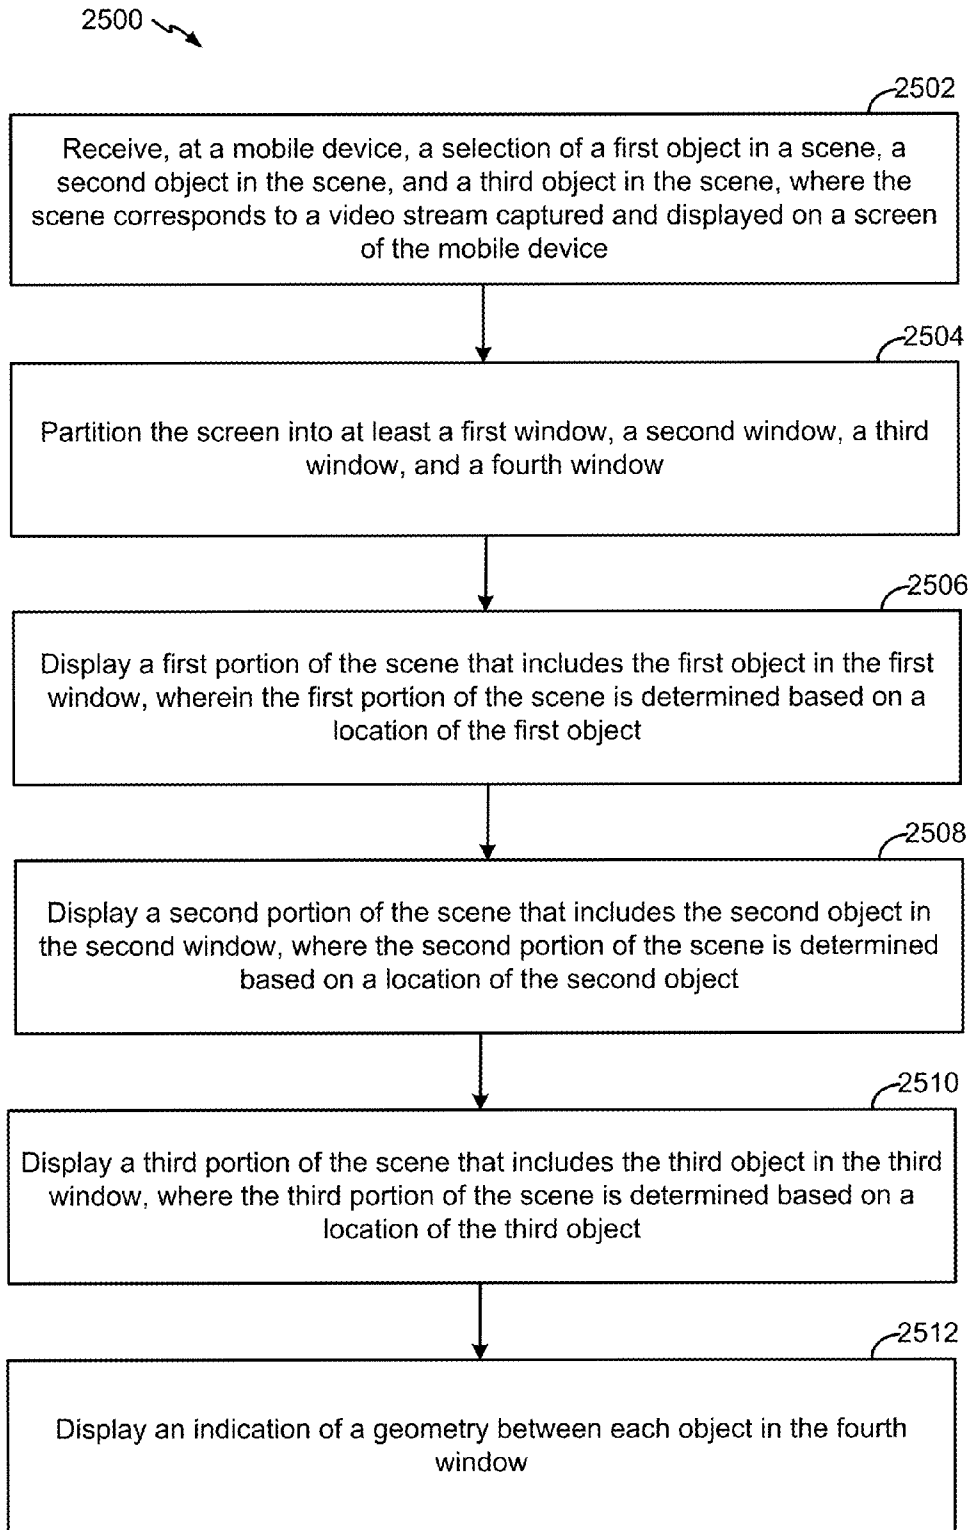 2500
2502
Receive, at a mobile device, a selection of a first object in a scene, a
second object in the scene, and a third object in the scene, where the
scene corresponds to a video stream captured and displayed on a screen
of the mobile device
2504
Partition the screen into at least a first window, a second window, a third
window, and a fourth window
2506
Display a first portion of the scene that includes the first object in the first
window, wherein the first portion of the scene is determined based on a
location of the first object
2508
Display a second portion of the scene that includes the second object in
the second window, where the second portion of the scene is determined
based on a location of the second object
2510
Display a third portion of the scene that includes the third object in the third
window, where the third portion of the scene is determined based on a
location of the third object
2512
Display an indication of a geometry between each object in the fourth
window